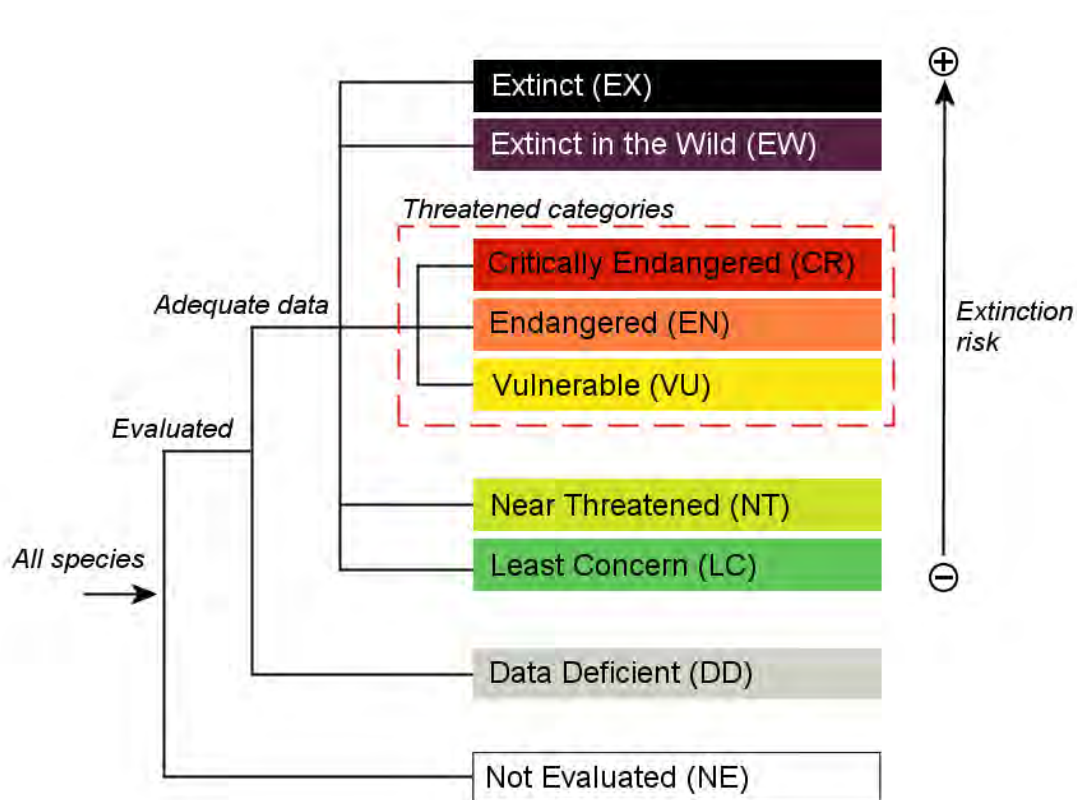 Extinct (EX)
Extinct in the Wild (EW)
Threatened categories
Critically Endangered (CR)
Adequate data
Endangered (EN)
Extinction
risk
Vulnerable (VU)
Evaluated
Near Threatened (NT)
All species
Least Concern (LC)
Data Deficient (DD)
Not Evaluated (NE)